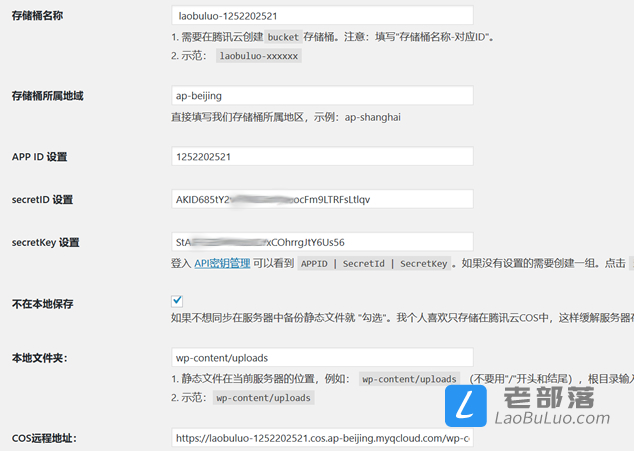 存储桶名称 laobuluo-1252202521
1. 需要在腾讯云创建 bucket 存储桶。注意：填写"存储桶名称-对应ID"。
2. 示范： laobuluo-xxxxxx
存储桶所属地域 ap-beijing
直接填写我们存储桶所属地区，示例：ap-shanghai
APP ID 设置 1252202521
secretID 设置 AKID685tY2 ocFm9LTRFsLtlqv
secretKey 设置 StA xCOhrrgJtY6Us56
登入 API密钥管理 可以看到 APPID | SecretId | SecretKey 。如果没有设置的需要创建一组。点击
不在本地保存
如果不想同步在服务器中备份静态文件就 "勾选"。我个人喜欢只存储在腾讯云COS中，这样缓解服务器
本地文件夹： wp-content/uploads
1. 静态文件在当前服务器的位置，例如： wp-content/uploads （不要用"/"开头和结尾），根目录输入
2. 示范： wp-content/uploads
老部落
LaoBuLuo.com
COS远程地址： https://laobuluo-1252202521.cos.ap-beijing.myqcloud.com/wp-c